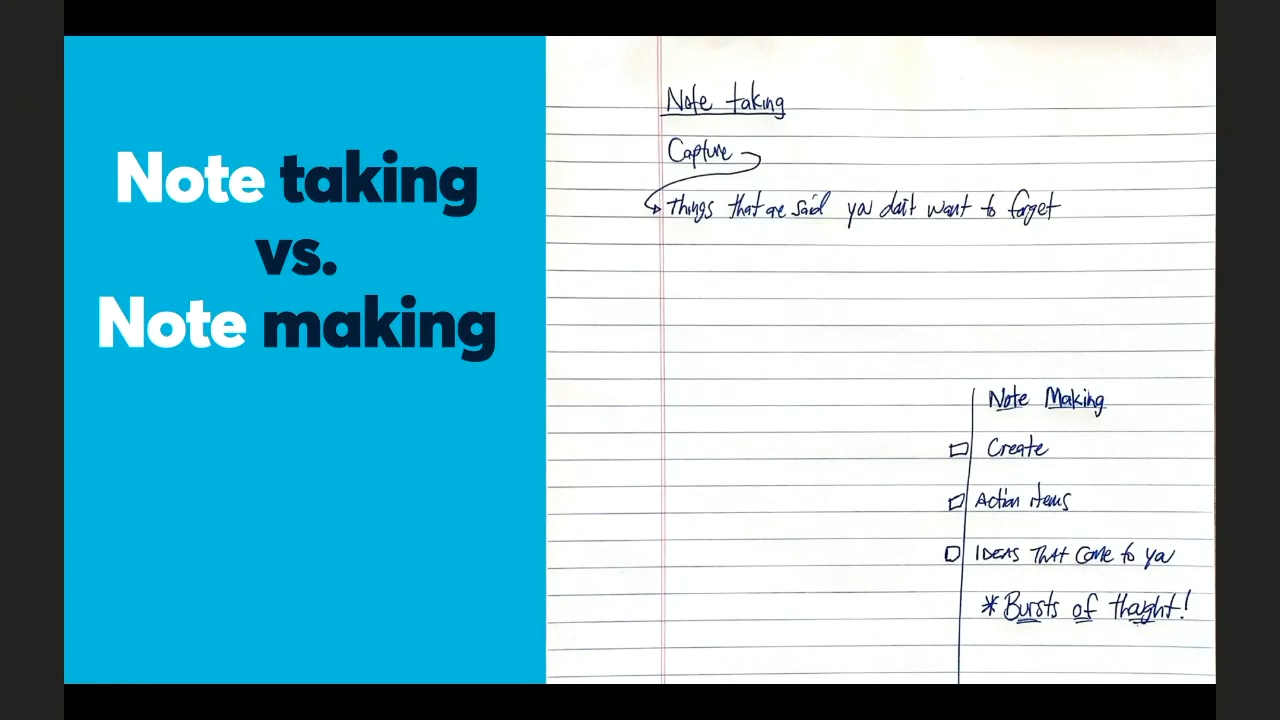 Note taking
vs.
Note making
Note taking
Capture
Things that are said you don't want to forget
Note Making
Create
Action items
IDEAS THAT COME to you
* Bursts of thought!